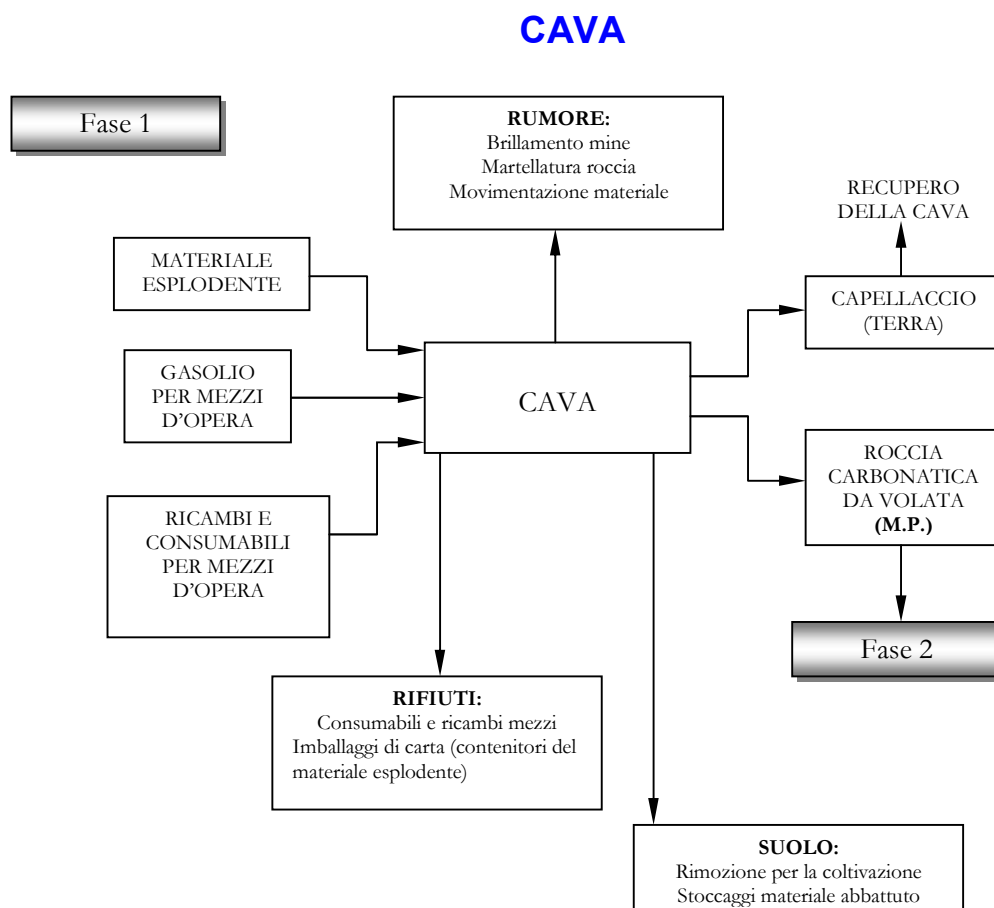 CAVA
Fase 1
RUMORE:
Brillamento mine
Martellatura roccia
Movimentazione materiale
RECUPERO
DELLA CAVA
MATERIALE
ESPLODENTE
CAPELLACCIO
(TERRA)
GASOLIO
PER MEZZI
D'OPERA
CAVA
ROCCIA
CARBONATICA
DA VOLATA
(M.P.)
RICAMBI E
CONSUMABILI
PER MEZZI
D'OPERA
Fase 2
RIFIUTI:
Consumabili e ricambi mezzi
Imballaggi di carta (contenitori del
materiale esplodente)
SUOLO:
Rimozione per la coltivazione
Stoccaggi materiale abbattuto